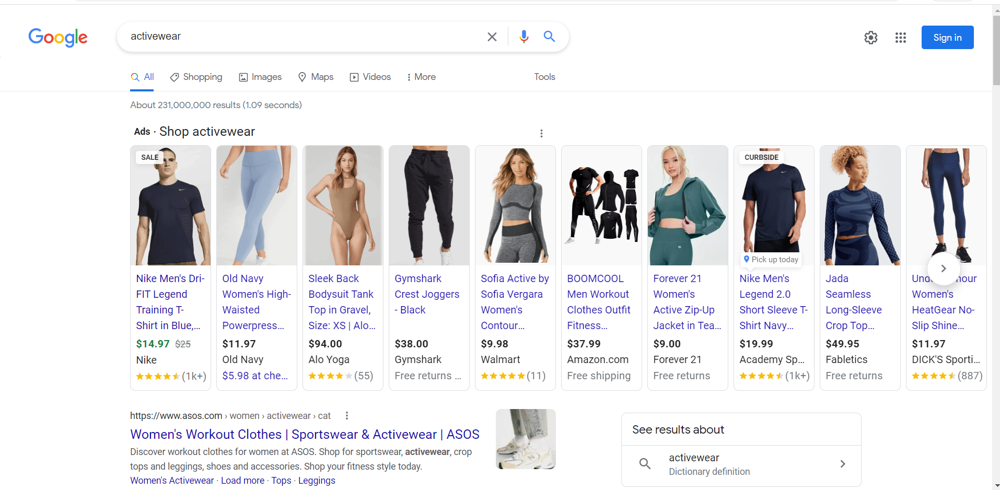 Google
activewear
Sign in
All
Shopping
Images
Maps
Videos
More
Tools
About 231,000,000 results (1.09 seconds)
Ads · Shop activewear
SALE
Nike Men's Dri-
FIT Legend
Training T-
Shirt in Blue,...
$14.97 $25
Nike
(1k+)
Old Navy
Women's High-
Waisted
Powerpress...
$11.97
Old Navy
$5.98 at che...
Sleek Back
Bodysuit Tank
Top in Gravel,
Size: XS | Alo...
$94.00
Alo Yoga
(55)
Gymshark
Crest Joggers
- Black
$38.00
Gymshark
Free returns ...
Sofia Active by
Sofia Vergara
Women's
Contour...
$9.98
Walmart
(11)
BOOMCOOL
Men Workout
Clothes Outfit
Fitness...
$37.99
Amazon.com
Free shipping
Forever 21
Women's
Active Zip-Up
Jacket in Tea...
$9.00
Forever 21
Free returns
CURBSIDE
Pick up today
Nike Men's
Legend 2.0
Short Sleeve T-
Shirt Navy...
$19.99
Academy Sp...
(1k+)
Jada
Seamless
Long-Sleeve
Crop Top...
$49.95
Fabletics
Free returns
Women's
HeatGear No-
Slip Shine...
$11.97
DICK'S Sporti...
(887)
https://www.asos.com › women › activewear › cat
Women's Workout Clothes | Sportswear & Activewear | ASOS
Discover workout clothes for women at ASOS. Shop for sportswear, activewear, crop
tops and leggings, shoes and accessories. Shop your fitness style today.
Women's Activewear · Load more · Tops · Leggings
See results about
activewear
Dictionary definition